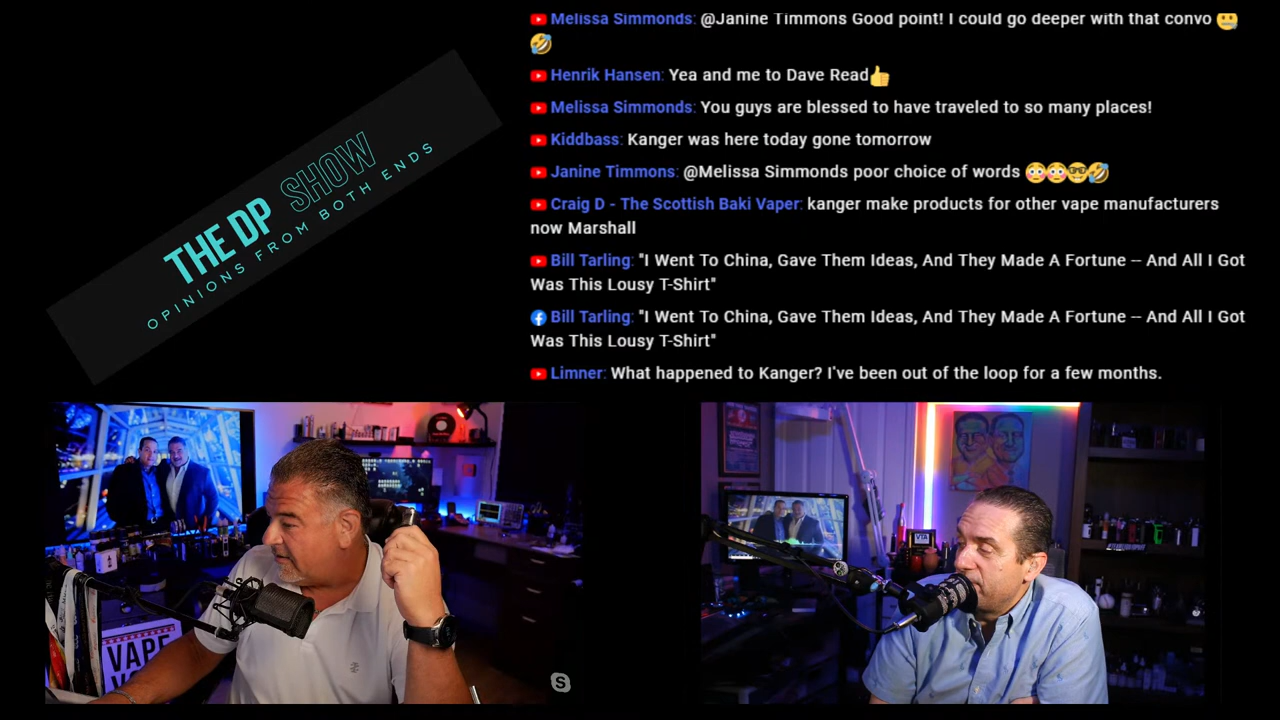 Melissa Simmonds: @Janine Timmons Good point! I could go deeper with that convo 🤐
🤣
Henrik Hansen: Yea and me to Dave Read👍
Melissa Simmonds: You guys are blessed to have traveled to so many places!
Kiddbass: Kanger was here today gone tomorrow
Janine Timmons: @Melissa Simmonds poor choice of words 😳😳🤓🤣
Craig D - The Scottish Baki Vaper: kanger make products for other vape manufacturers
now Marshall
Bill Tarling: "I Went To China, Gave Them Ideas, And They Made A Fortune -- And All I Got
Was This Lousy T-Shirt"
Bill Tarling: "I Went To China, Gave Them Ideas, And They Made A Fortune -- And All I Got
Was This Lousy T-Shirt"
Limner: What happened to Kanger? I've been out of the loop for a few months.
THE DP SHOW
OPINIONS FROM BOTH ENDS
VAPE
S